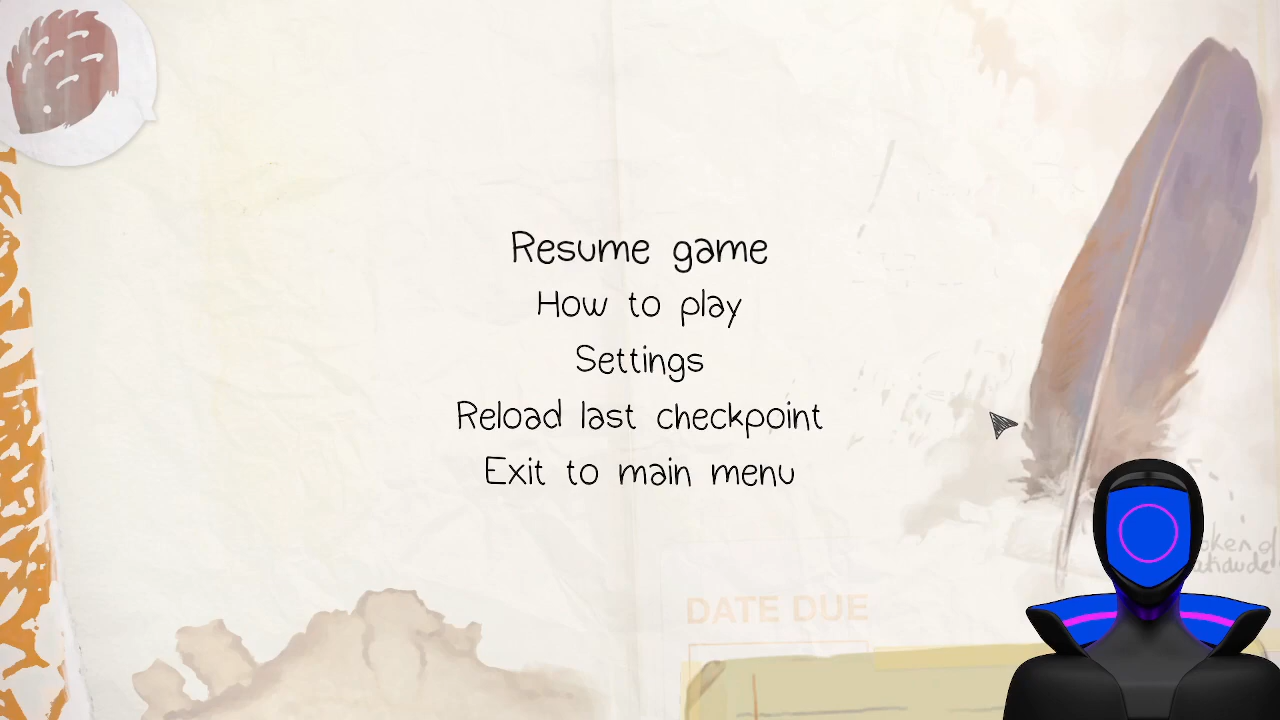 Resume game
How to play
Settings
Reload last checkpoint
Exit to main menu
DATE DUE